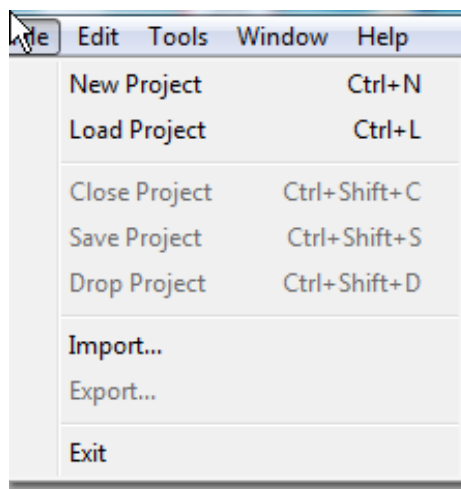 Edit Tools Window Help
New Project Ctrl+N
Load Project Ctrl+L
Close Project Ctrl+Shift+C
Save Project Ctrl+Shift+S
Drop Project Ctrl+Shift+D
Import...
Export...
Exit